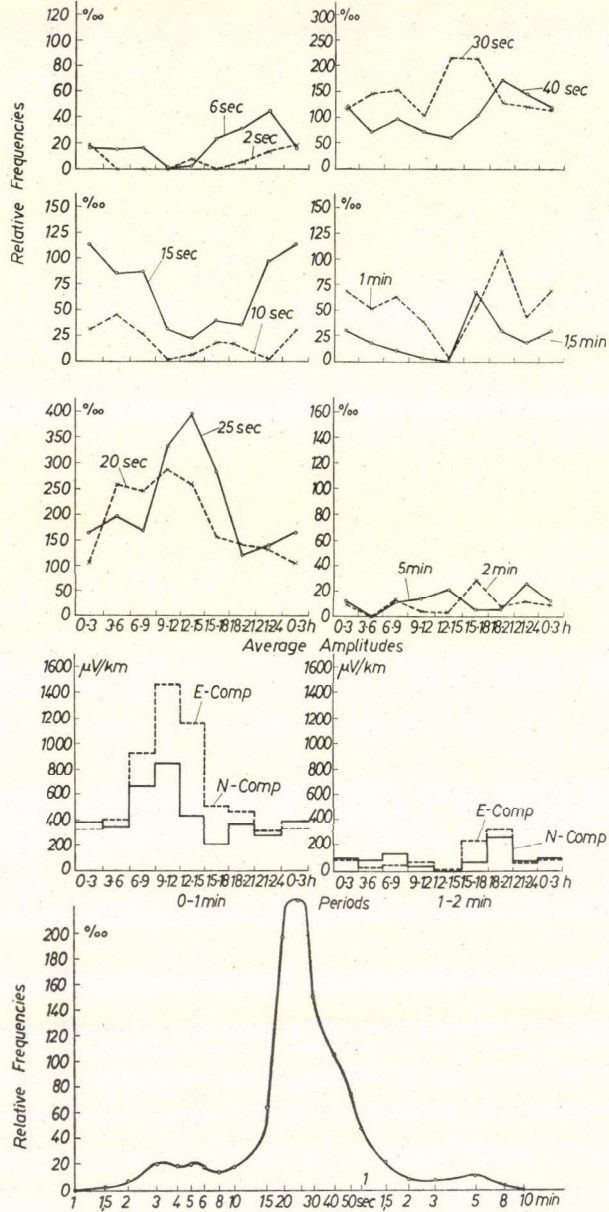 120 ‰
100
80
60
40
20
0
6 sec
2 sec
300 ‰
250
200
150
100
50
0
30 sec
40 sec
Relative Frequencies
150 ‰
125
100
75
50
25
0
15 sec
10 sec
150 ‰
125
100
75
50
25
0
1 min
1,5 min
400 ‰
350
300
250
200
150
100
50
0
20 sec
25 sec
0-3 3-6 6-9 9-12 12-15 15-18 18-21 21-24 0-3 h
160 ‰
140
120
100
80
60
40
20
0
5 min
2 min
0-3 3-6 6-9 9-12 12-15 15-18 18-21 21-24 0-3 h
Average Amplitudes
1600 µV/km
1400
1200
1000
800
600
400
200
0
E-Comp
N-Comp
0-3 3-6 6-9 9-12 12-15 15-18 18-21 21-24 0-3 h
0-1 min
1600 µV/km
1400
1200
1000
800
600
400
200
0
E-Comp
N-Comp
0-3 3-6 6-9 9-12 12-15 15-18 18-21 21-24 0-3 h
1-2 min
Periods
Relative Frequencies
‰
200
180
160
140
120
100
80
60
40
20
0
1
1 1,5 2 3 4 5 6 8 10 15 20 30 40 50 sec 1,5 2 3 5 8 10 min